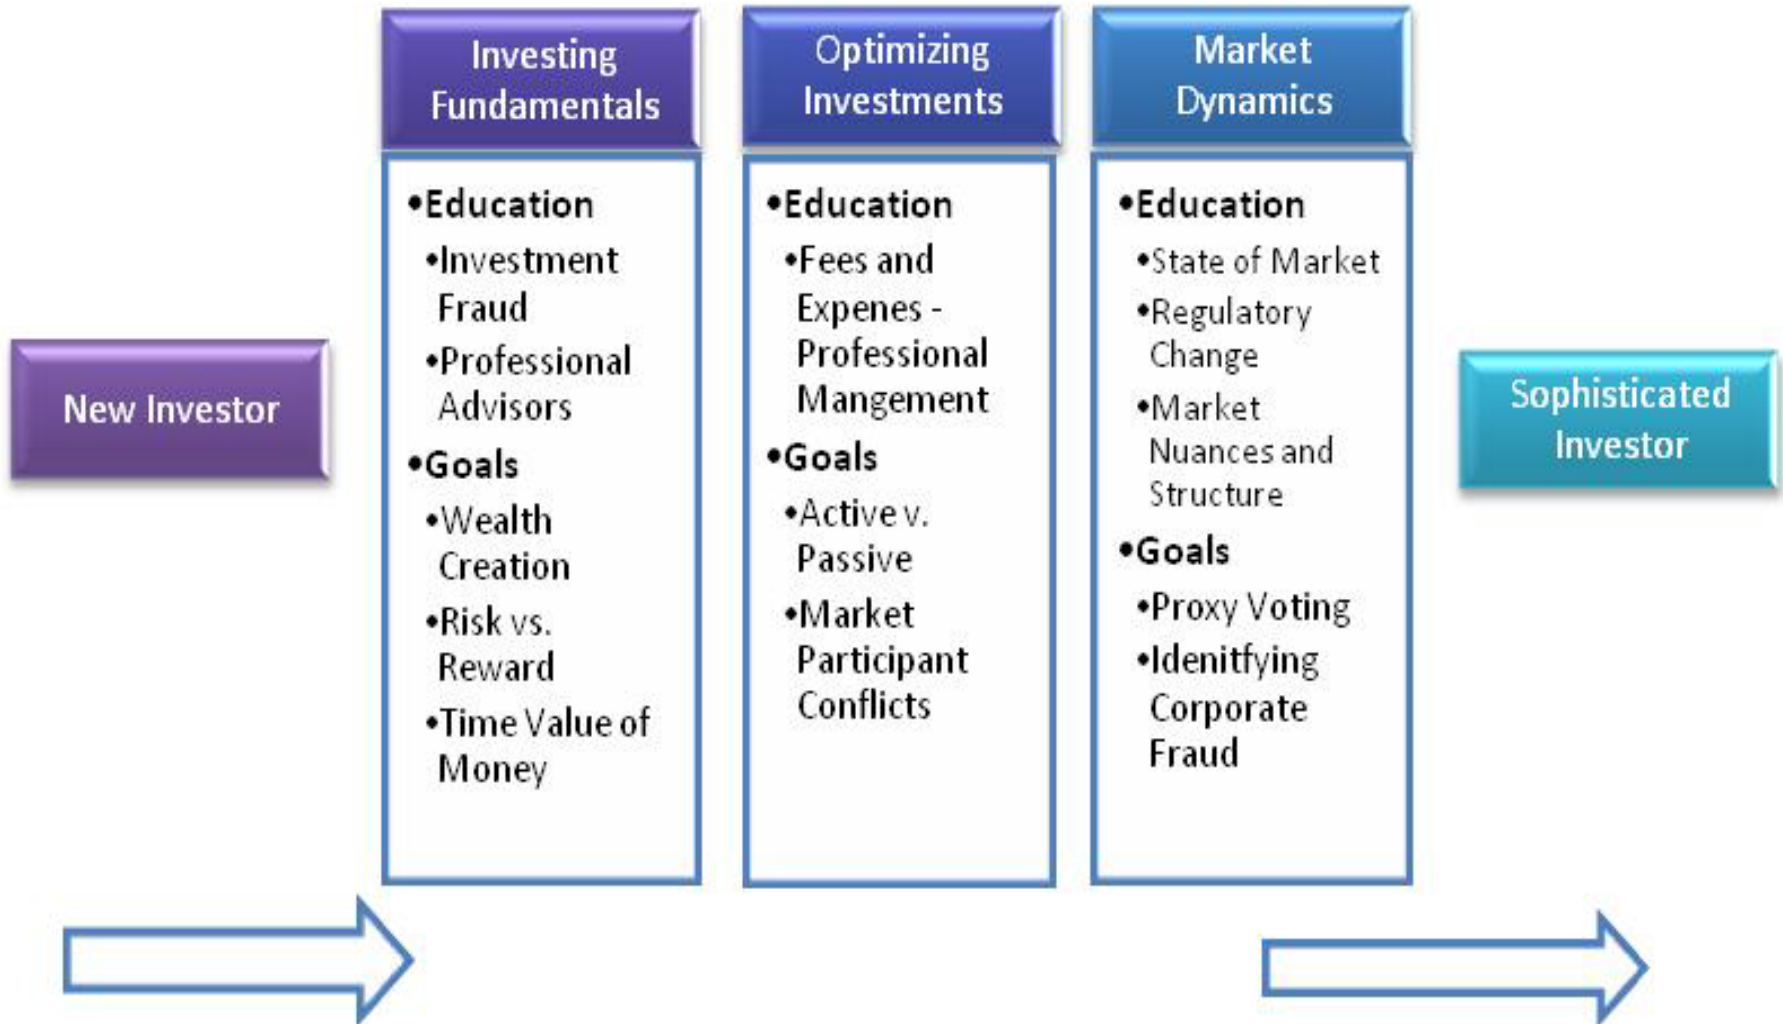 New Investor
Investing
Fundamentals
•Education
•Investment
Fraud
•Professional
Advisors
•Goals
•Wealth
Creation
•Risk vs.
Reward
•Time Value of
Money
Optimizing
Investments
•Education
•Fees and
Expenes -
Professional
Mangement
•Goals
•Active v.
Passive
•Market
Participant
Conflicts
Market
Dynamics
•Education
•State of Market
•Regulatory
Change
•Market
Nuances and
Structure
•Goals
•Proxy Voting
•Idenitfying
Corporate
Fraud
Sophisticated
Investor